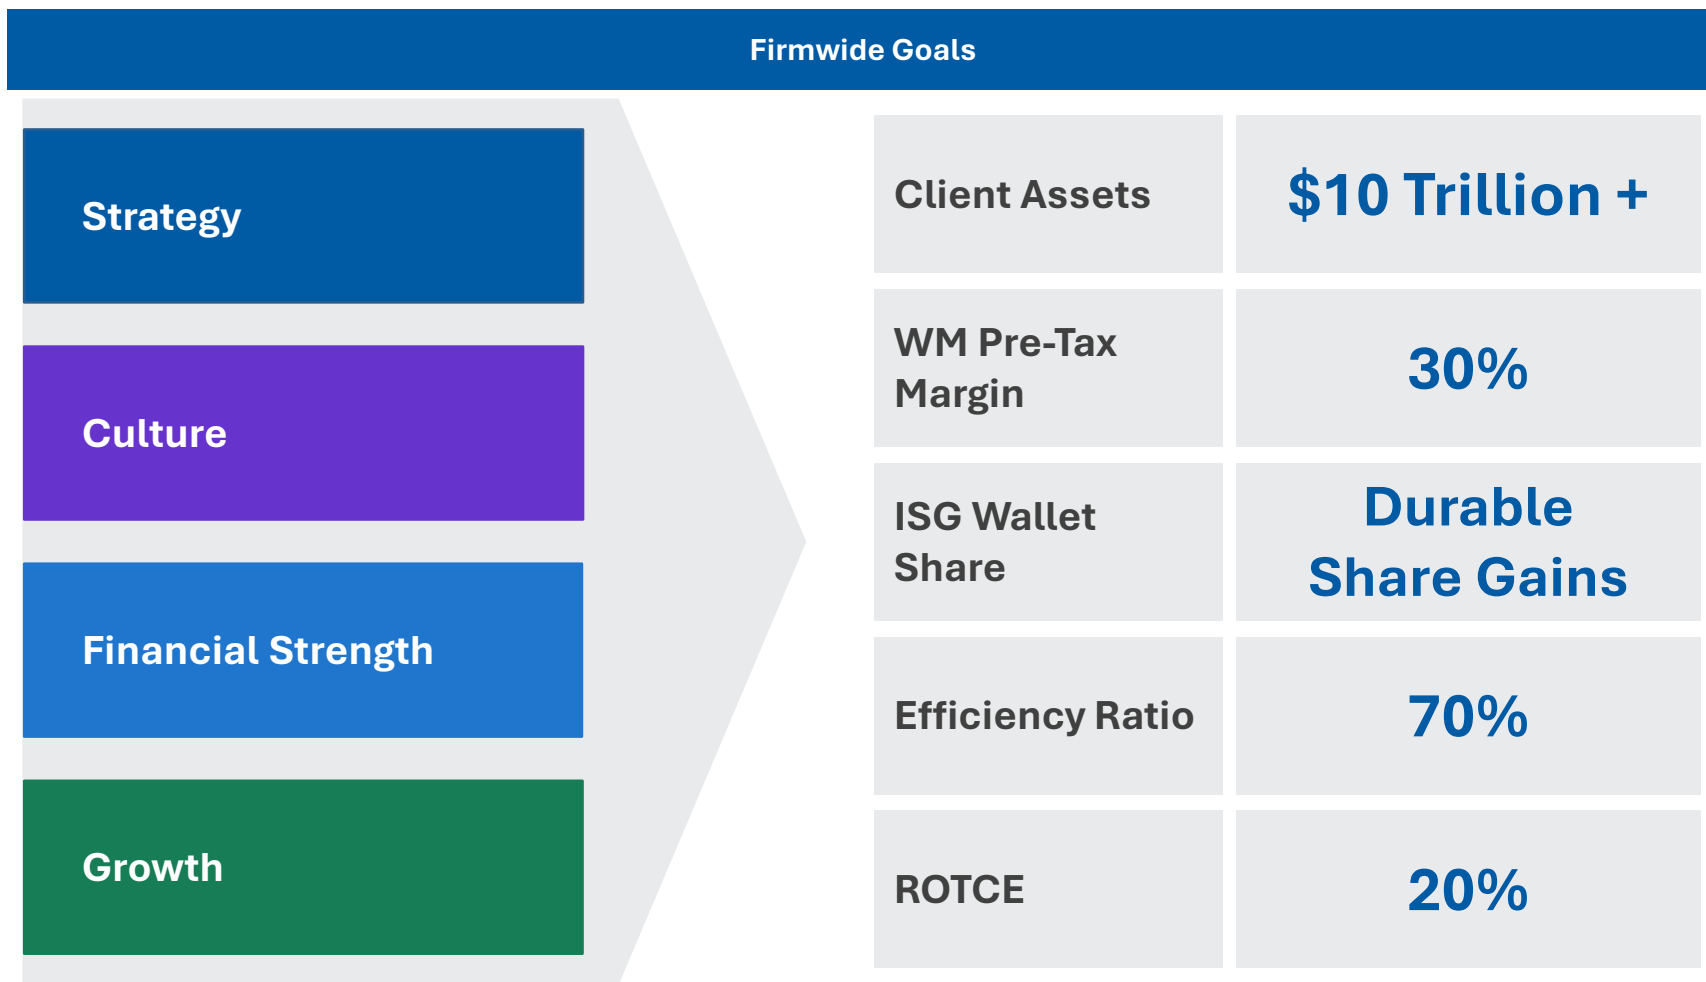 Firmwide Goals
Strategy
Culture
Financial Strength
Growth
Client Assets
$10 Trillion +
WM Pre-Tax
Margin
30%
ISG Wallet
Share
Durable
Share Gains
Efficiency Ratio
70%
ROTCE
20%